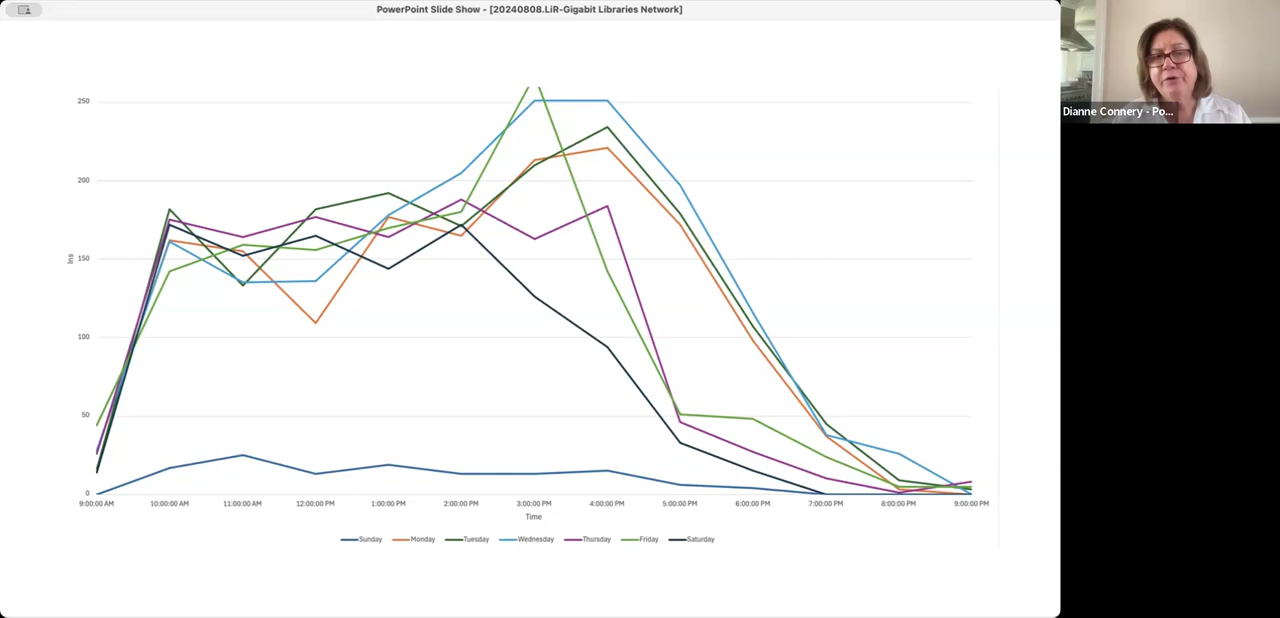 PowerPoint Slide Show - [20240808.LiR-Gigabit Libraries Network]
Dianne Connery - Po...
250
200
150
100
50
0
Ins
9:00:00 AM 10:00:00 AM 11:00:00 AM 12:00:00 PM 1:00:00 PM 2:00:00 PM 3:00:00 PM 4:00:00 PM 5:00:00 PM 6:00:00 PM 7:00:00 PM 8:00:00 PM 9:00:00 PM
Time
Sunday Monday Tuesday Wednesday Thursday Friday Saturday